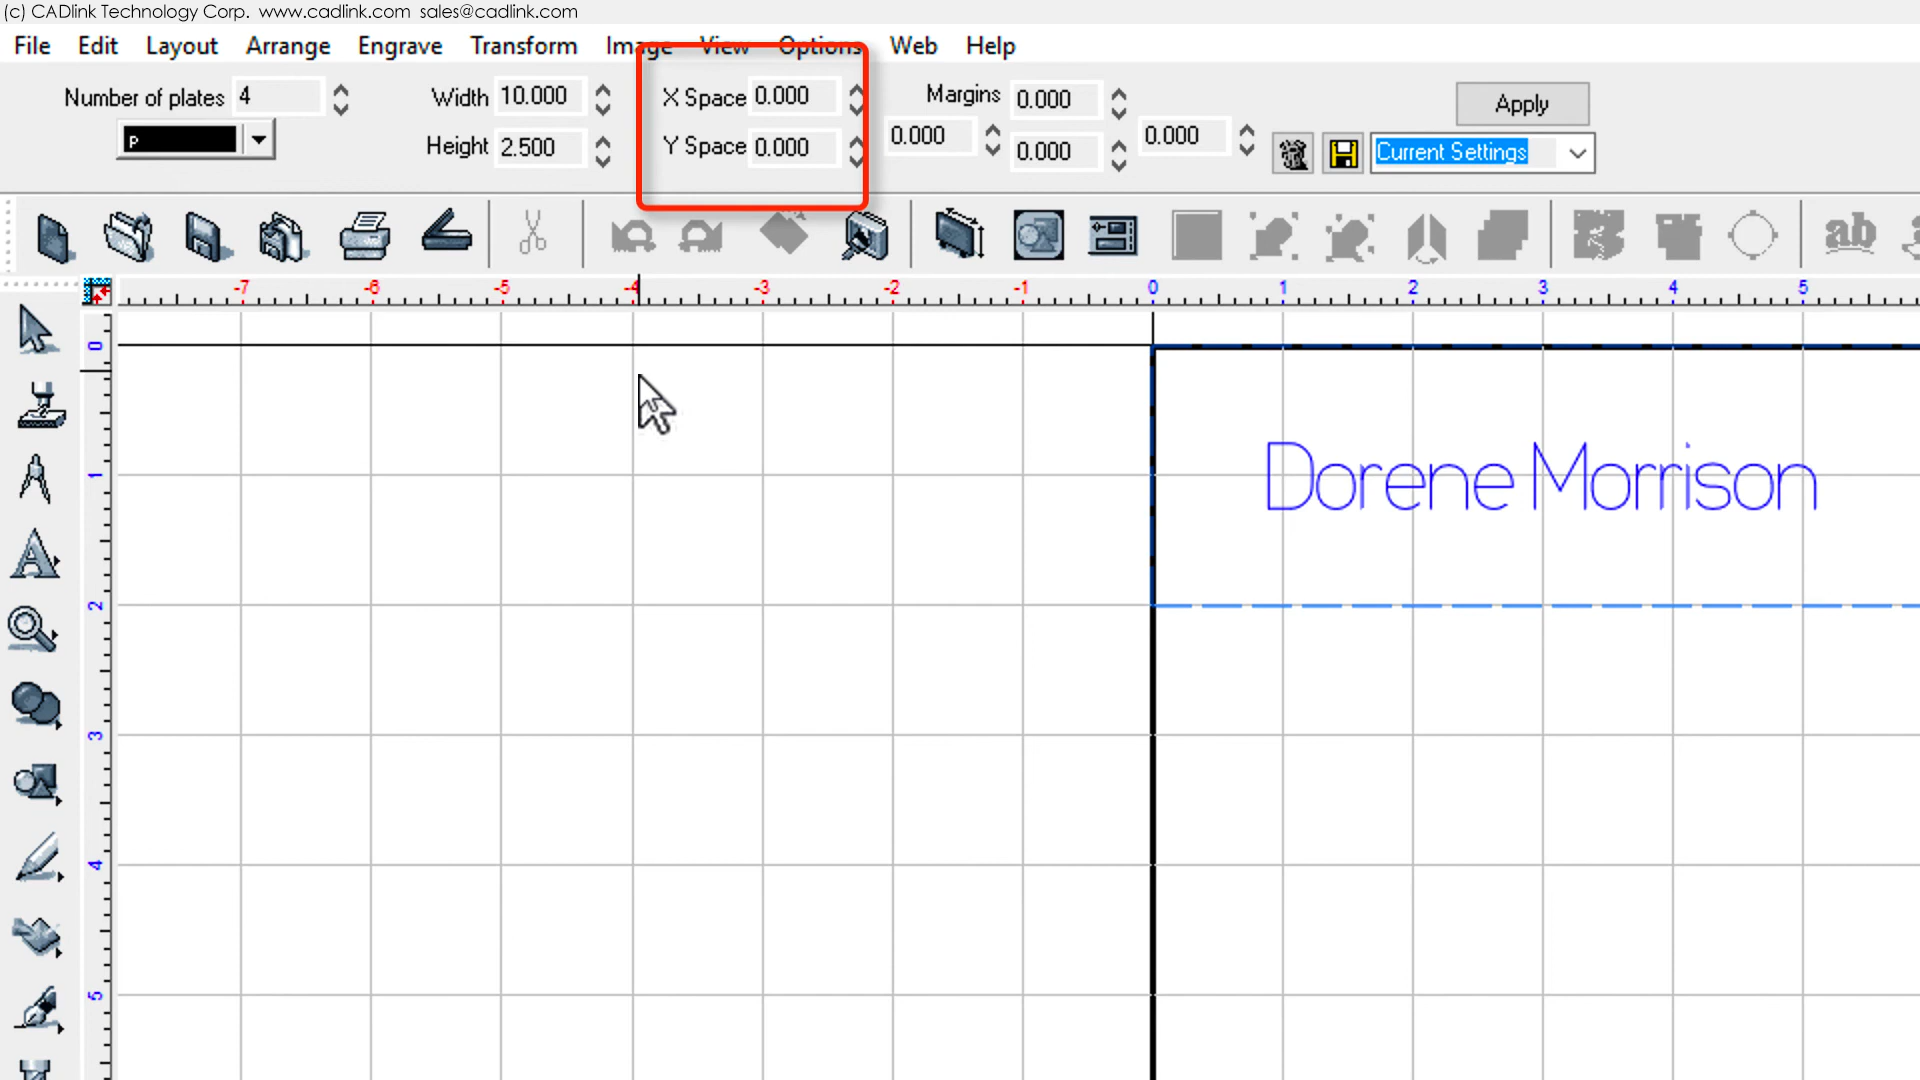 (c) CADlink Technology Corp. www.cadlink.com sales@cadlink.com
File Edit Layout Arrange Engrave Transform Image View Options Web Help
Number of plates 4 Width 10.000 X Space 0.000 Margins 0.000 Apply
P Height 2.500 Y Space 0.000 0.000 0.000 0.000 Current Settings
ab
-7 -6 -5 -4 -3 -2 -1 0 1 2 3 4 5
0
1
2
3
4
5
Dorene Morrison